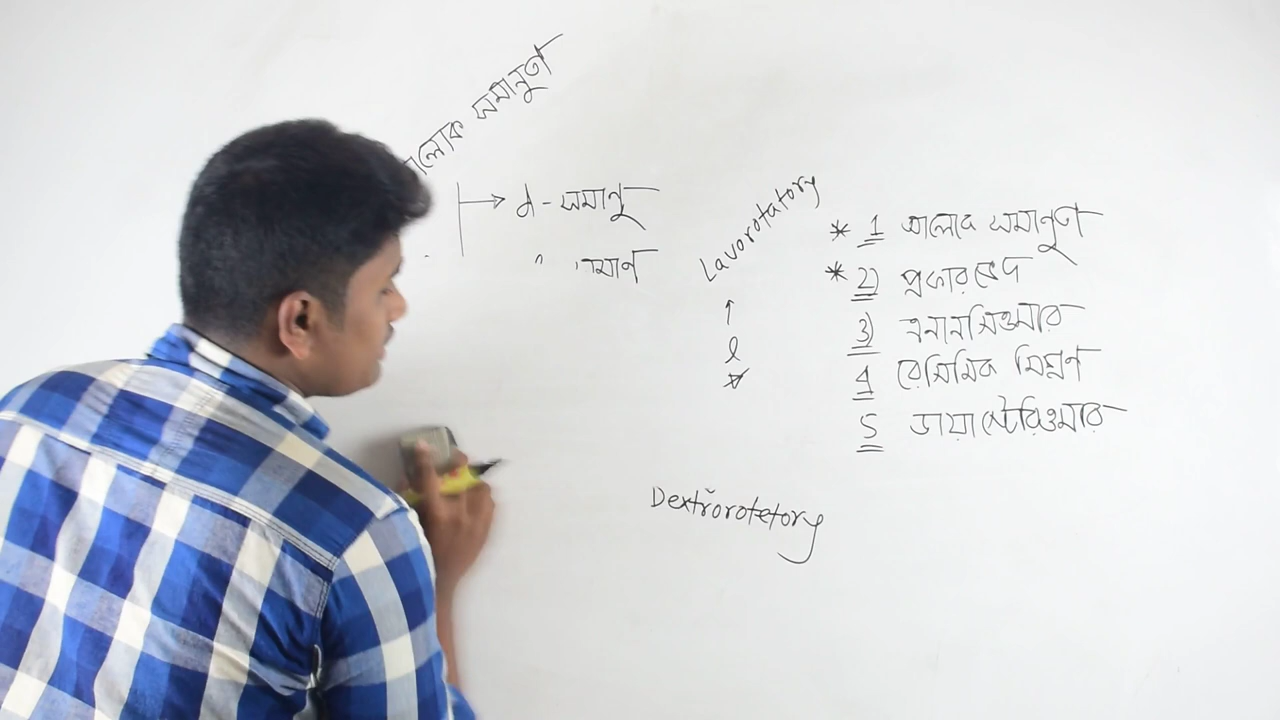 আলোক সমানুতা
d - সমানু
Lavorotatory
l
* 1 আলোক সমানুতা
* 2) প্রকারভেদ
3) এনানসিওমার
4 রেসিমিক মিশ্রণ
5 ডায়াস্টেরিওমার
Dextrorotetory